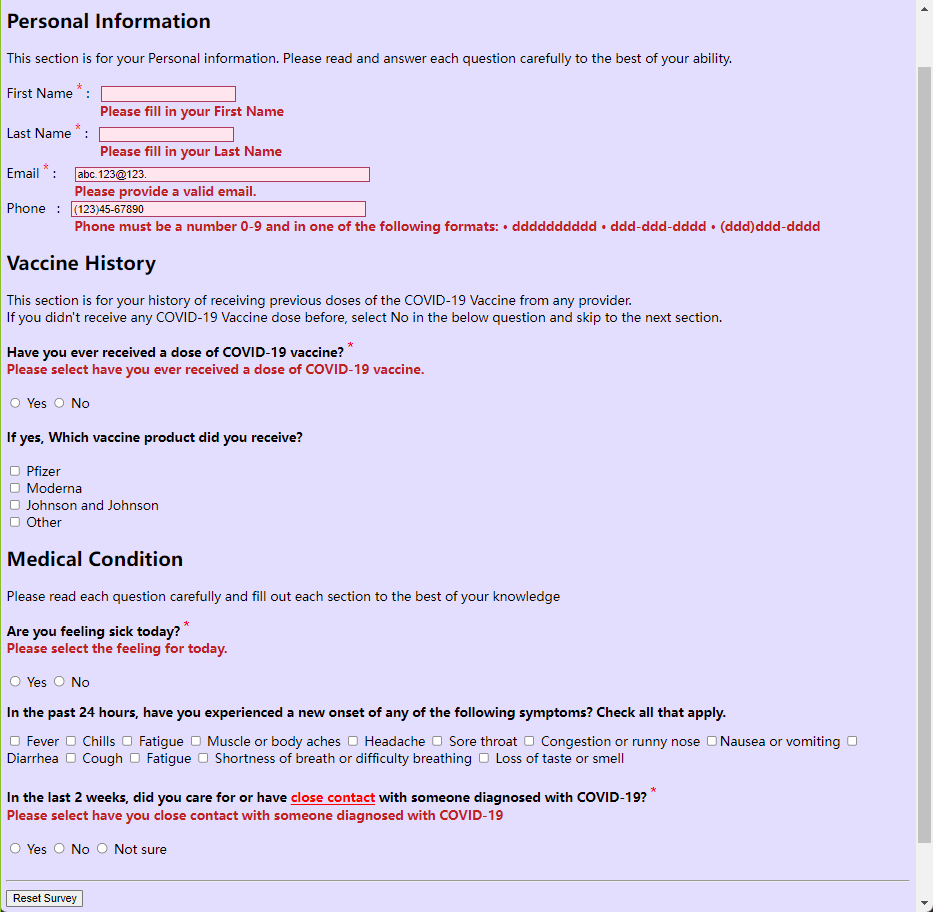 Personal Information
This section is for your Personal information. Please read and answer each question carefully to the best of your ability.
First Name * :
Please fill in your First Name
Last Name * :
Please fill in your Last Name
Email * : abc.123@123.
Please provide a valid email.
Phone : (123)45-67890
Phone must be a number 0-9 and in one of the following formats: • dddddddddd • ddd-ddd-dddd • (ddd)ddd-dddd
Vaccine History
This section is for your history of receiving previous doses of the COVID-19 Vaccine from any provider.
If you didn't receive any COVID-19 Vaccine dose before, select No in the below question and skip to the next section.
Have you ever received a dose of COVID-19 vaccine? *
Please select have you ever received a dose of COVID-19 vaccine.
Yes No
If yes, Which vaccine product did you receive?
Pfizer
Moderna
Johnson and Johnson
Other
Medical Condition
Please read each question carefully and fill out each section to the best of your knowledge
Are you feeling sick today? *
Please select the feeling for today.
Yes No
In the past 24 hours, have you experienced a new onset of any of the following symptoms? Check all that apply.
Fever Chills Fatigue Muscle or body aches Headache Sore throat Congestion or runny nose Nausea or vomiting
Diarrhea Cough Fatigue Shortness of breath or difficulty breathing Loss of taste or smell
In the last 2 weeks, did you care for or have close contact with someone diagnosed with COVID-19? *
Please select have you close contact with someone diagnosed with COVID-19
Yes No Not sure
Reset Survey